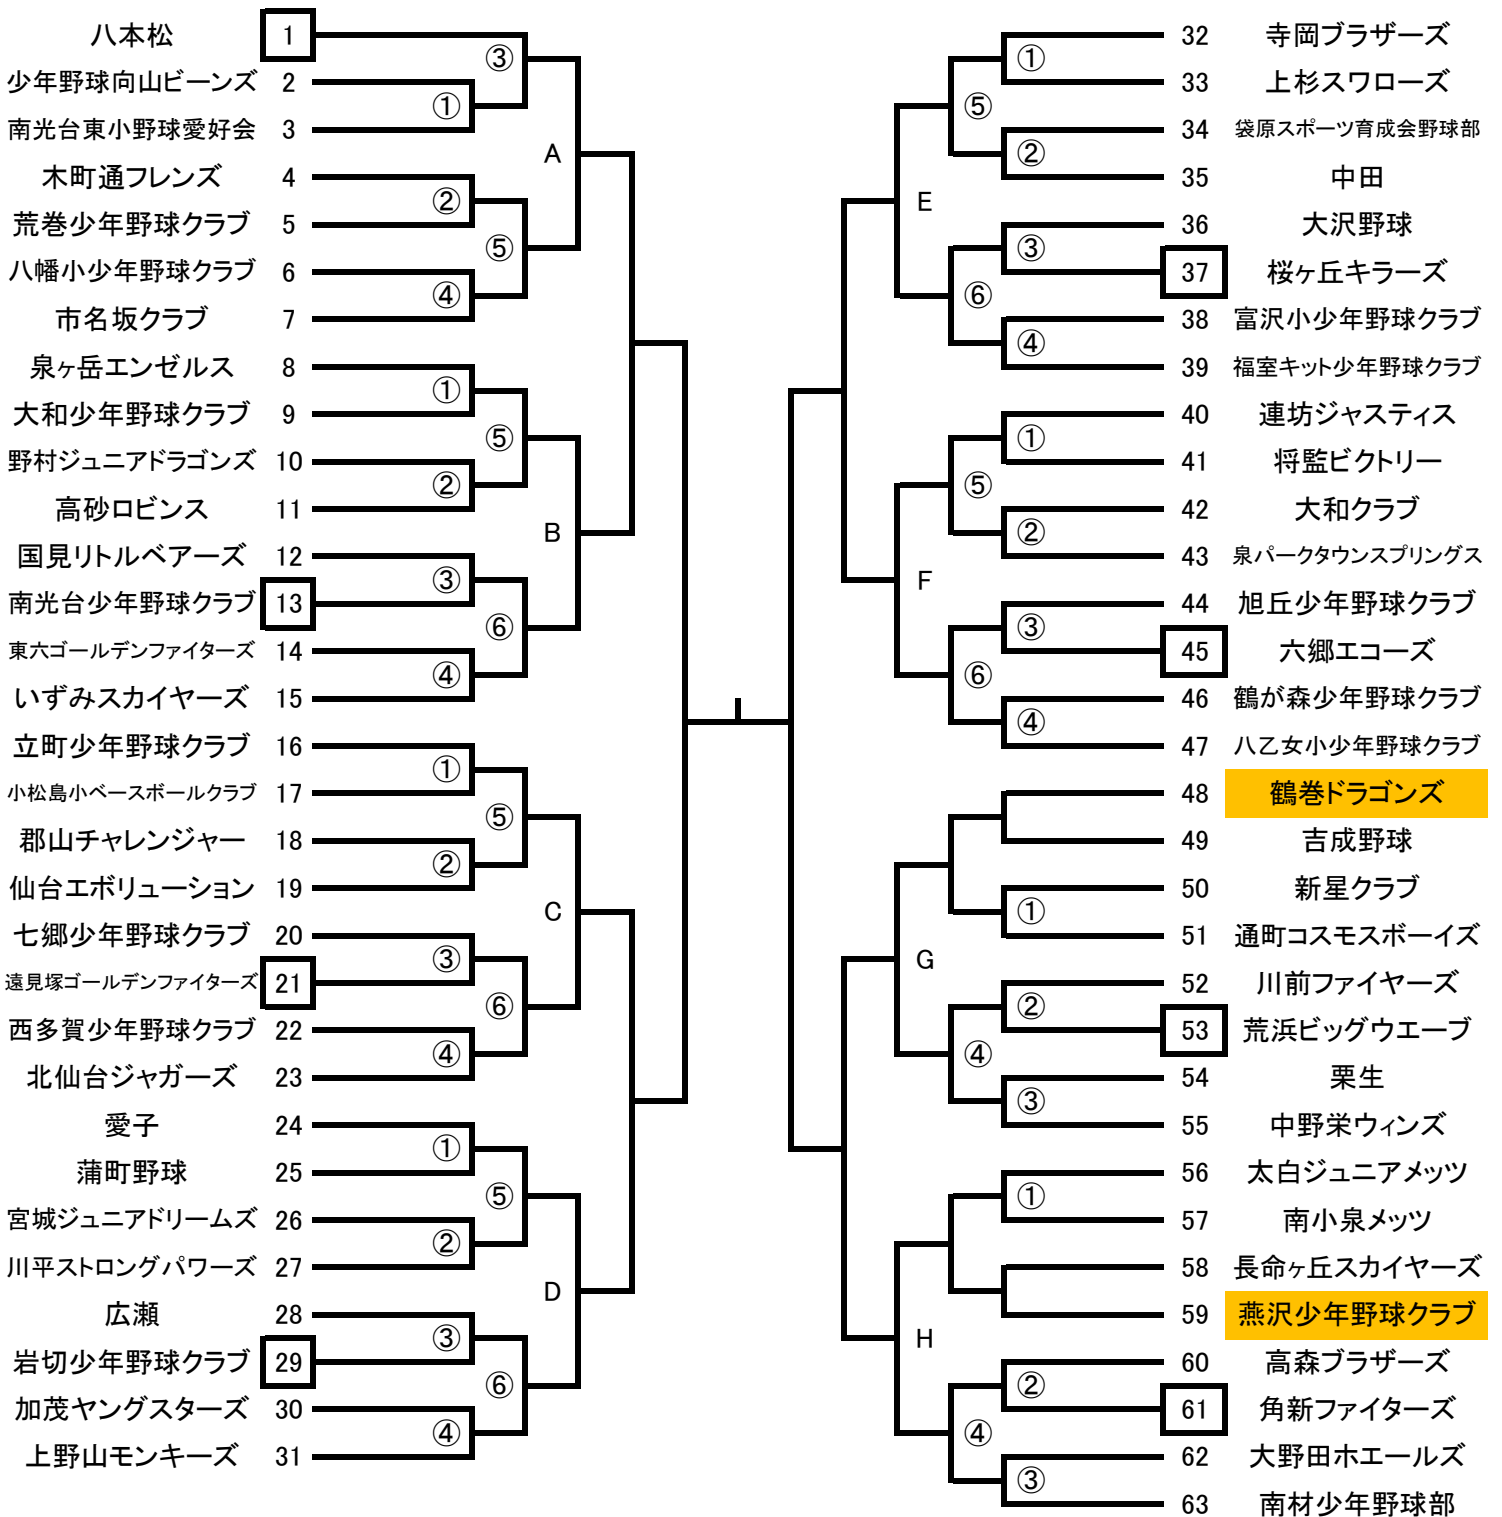 八本松 1
少年野球向山ビーンズ 2
南光台東小野球愛好会 3
木町通フレンズ 4
荒巻少年野球クラブ 5
八幡小少年野球クラブ 6
市名坂クラブ 7
泉ヶ岳エンゼルス 8
大和少年野球クラブ 9
野村ジュニアドラゴンズ 10
高砂ロビンス 11
国見リトルベアーズ 12
南光台少年野球クラブ 13
東六ゴールデンファイターズ 14
いずみスカイヤーズ 15
立町少年野球クラブ 16
小松島小ベースボールクラブ 17
郡山チャレンジャー 18
仙台エボリューション 19
七郷少年野球クラブ 20
遠見塚ゴールデンファイターズ 21
西多賀少年野球クラブ 22
北仙台ジャガーズ 23
愛子 24
蒲町野球 25
宮城ジュニアドリームズ 26
川平ストロングパワーズ 27
広瀬 28
岩切少年野球クラブ 29
加茂ヤングスターズ 30
上野山モンキーズ 31
③
①
A
②
⑤
④
①
⑤
②
B
③
⑥
④
①
⑤
②
C
③
⑥
④
①
⑤
②
D
③
⑥
④
①
⑤
②
E
③
⑥
④
①
⑤
②
F
③
⑥
④
①
G
②
④
③
①
H
②
④
③
32 寺岡ブラザーズ
33 上杉スワローズ
34 袋原スポーツ育成会野球部
35 中田
36 大沢野球
37 桜ヶ丘キラーズ
38 富沢小少年野球クラブ
39 福室キット少年野球クラブ
40 連坊ジャスティス
41 将監ビクトリー
42 大和クラブ
43 泉パークタウンスプリングス
44 旭丘少年野球クラブ
45 六郷エコーズ
46 鶴が森少年野球クラブ
47 八乙女小少年野球クラブ
48 鶴巻ドラゴンズ
49 吉成野球
50 新星クラブ
51 通町コスモスボーイズ
52 川前ファイヤーズ
53 荒浜ビッグウエーブ
54 栗生
55 中野栄ウィンズ
56 太白ジュニアメッツ
57 南小泉メッツ
58 長命ヶ丘スカイヤーズ
59 燕沢少年野球クラブ
60 高森ブラザーズ
61 角新ファイターズ
62 大野田ホエールズ
63 南材少年野球部